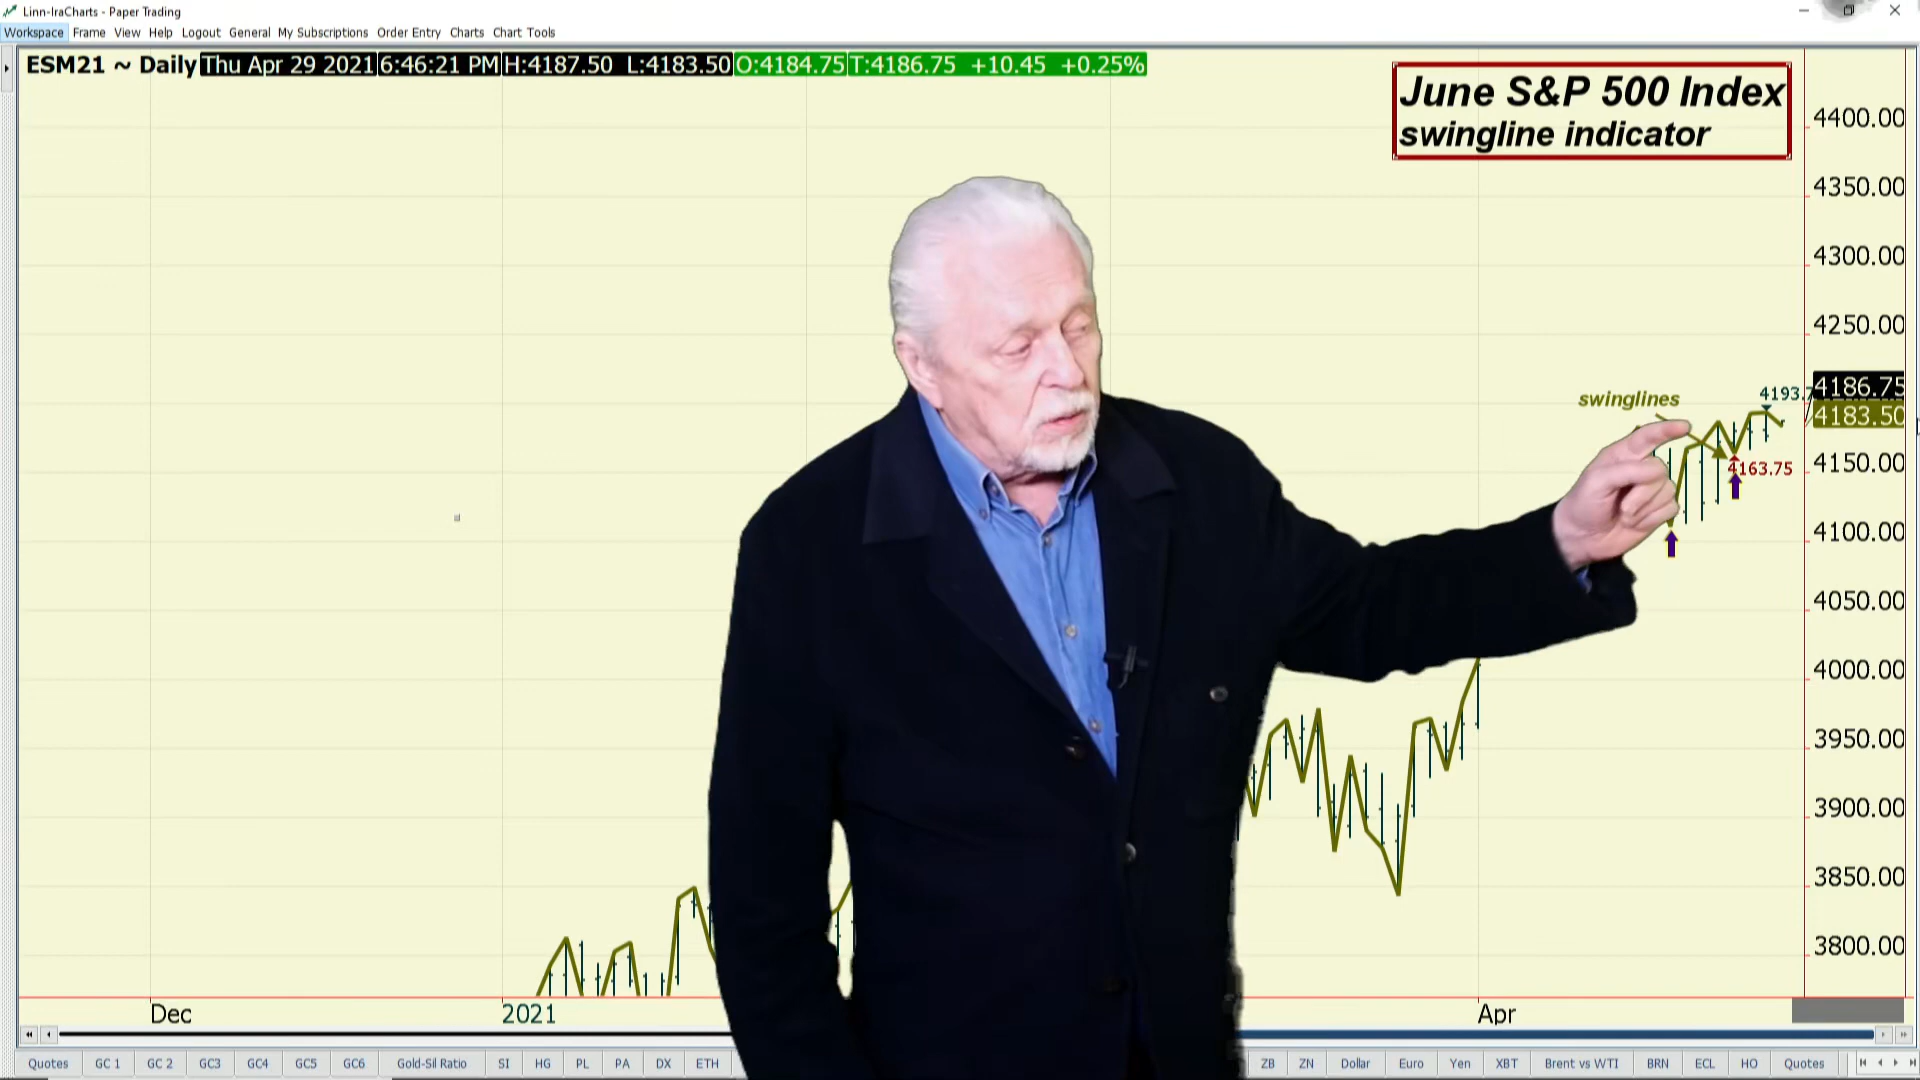 Linn-IraCharts - Paper Trading
Workspace Frame View Help Logout General My Subscriptions Order Entry Charts Chart Tools
ESM21 ~ Daily Thu Apr 29 2021 6:46:21 PM H:4187.50 L:4183.50 O:4184.75 T:4186.75 +10.45 +0.25%
June S&P 500 Index
swingline indicator
4400.00
4350.00
4300.00
4250.00
swinglines
4193.7
4186.75
4183.50
4163.75
4150.00
4100.00
4050.00
4000.00
3950.00
3900.00
3850.00
3800.00
Dec 2021 Apr
Quotes GC 1 GC 2 GC3 GC4 GC5 GC6 Gold-Sil Ratio SI HG PL PA DX ETH ZB ZN Dollar Euro Yen XBT Brent vs WTI BRN ECL HO Quotes